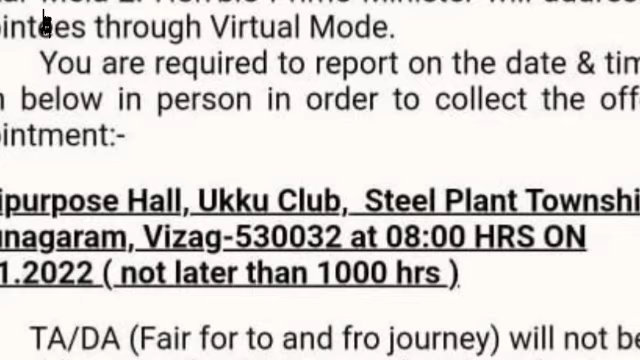 through Virtual Mode.
You are required to report on the date & tim
below in person in order to collect the off
ointment:-
ipurpose Hall, Ukku Club, Steel Plant Townshi
nagaram, Vizag-530032 at 08:00 HRS ON
1.2022 ( not later than 1000 hrs )
TA/DA (Fair for to and fro journey) will not be